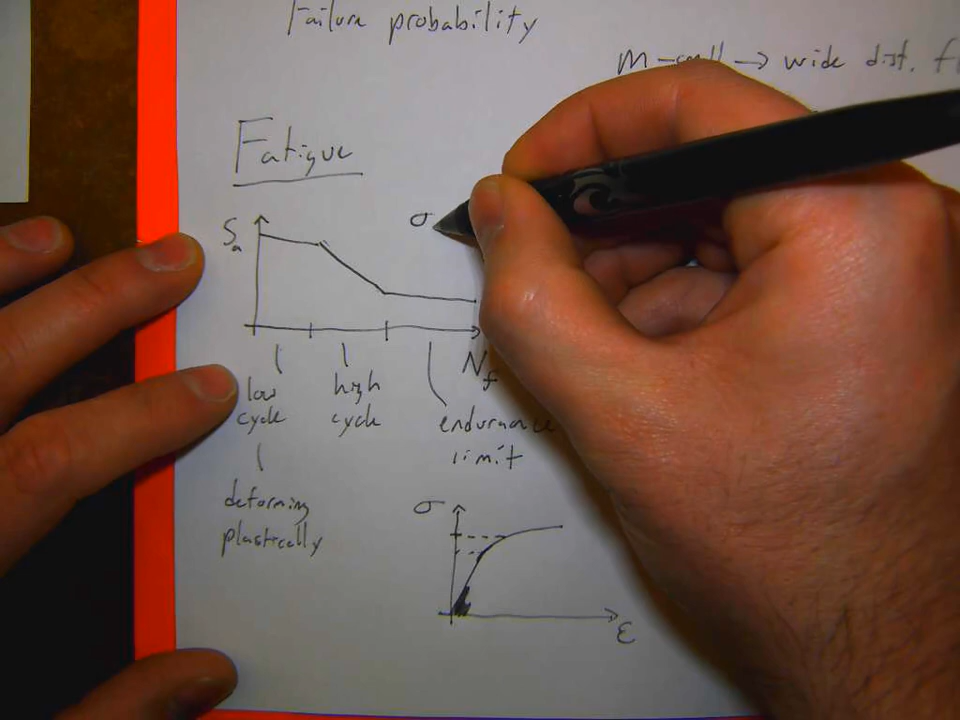 Failure probability
m → wide dist.
Fatigue
σ
Sa
Nf
low cycle
high cycle
endurance limit
deforming plastically
σ
ε